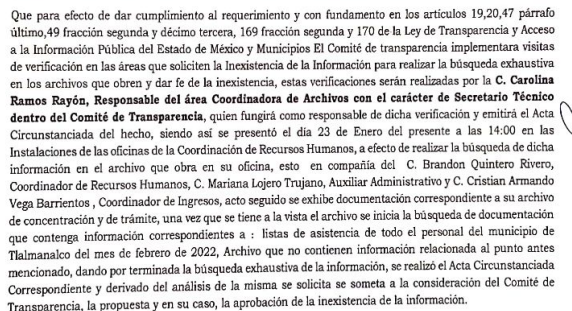 Que para efecto de dar cumplimiento al requerimiento y con fundamento en los artículos 19,20,47 párrafo
último,49 fracción segunda y décimo tercera, 169 fracción segunda y 170 de la Ley de Transparencia y Acceso
a la Información Pública del Estado de México y Municipios El Comité de transparencia implementara visitas
de verificación en las áreas que soliciten la Inexistencia de la Información para realizar la búsqueda exhaustiva
en los archivos que obren y dar fe de la inexistencia, estas verificaciones serán realizadas por la C. Carolina
Ramos Rayón, Responsable del área Coordinadora de Archivos con el carácter de Secretario Técnico
dentro del Comité de Transparencia, quien fungirá como responsable de dicha verificación y emitirá el Acta
Circunstanciada del hecho, siendo así se presentó el día 23 de Enero del presente a las 14:00 en las
Instalaciones de las oficinas de la Coordinación de Recursos Humanos, a efecto de realizar la búsqueda de dicha
información en el archivo que obra en su oficina, esto en compañía del C. Brandon Quintero Rivero,
Coordinador de Recursos Humanos, C. Mariana Lojero Trujano, Auxiliar Administrativo y C. Cristian Armando
Vega Barrientos , Coordinador de Ingresos, acto seguido se exhibe documentación correspondiente a su archivo
de concentración y de trámite, una vez que se tiene a la vista el archivo se inicia la búsqueda de documentación
que contenga información correspondientes a : listas de asistencia de todo el personal del municipio de
Tlalmanalco del mes de febrero de 2022, Archivo que no contienen información relacionada al punto antes
mencionado, dando por terminada la búsqueda exhaustiva de la información, se realizó el Acta Circunstanciada
Correspondiente y derivado del análisis de la misma se solicita se someta a la consideración del Comité de
Transparencia, la propuesta y en su caso, la aprobación de la inexistencia de la información.